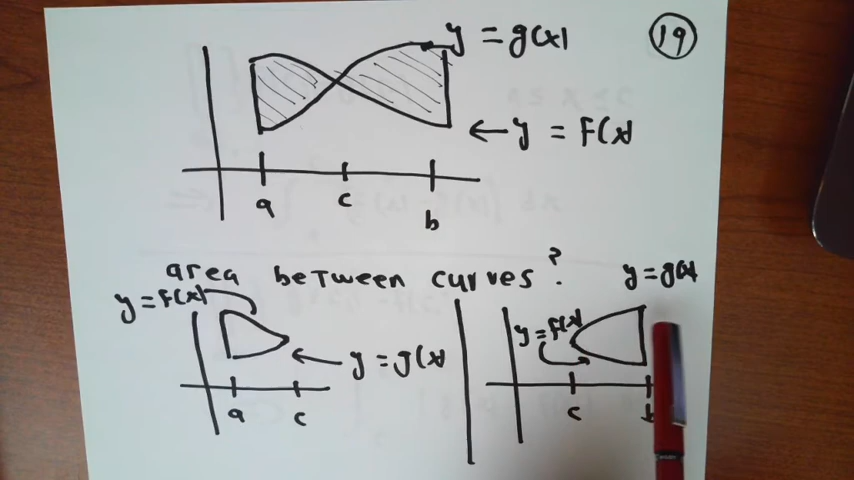 y = g(x)
19
y = F(x)
a
c
b
area between curves?
y = g(x)
y = F(x)
y = g(x)
a
c
y = F(x)
c
b